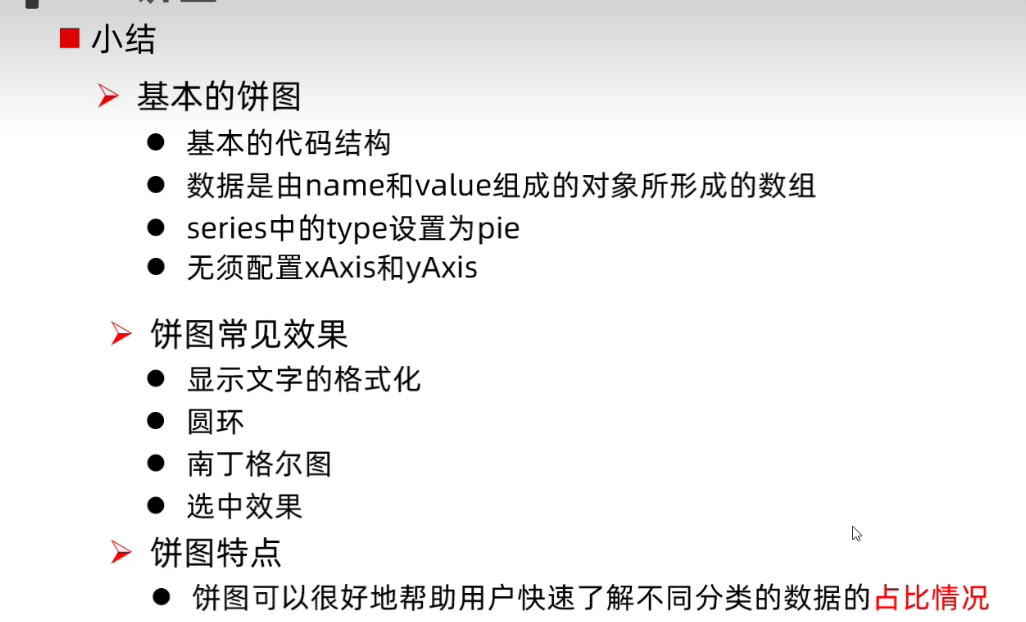 小结
基本的饼图
基本的代码结构
数据是由name和value组成的对象所形成的数组
series中的type设置为pie
无须配置xAxis和yAxis
饼图常见效果
显示文字的格式化
圆环
南丁格尔图
选中效果
饼图特点
饼图可以很好地帮助用户快速了解不同分类的数据的占比情况